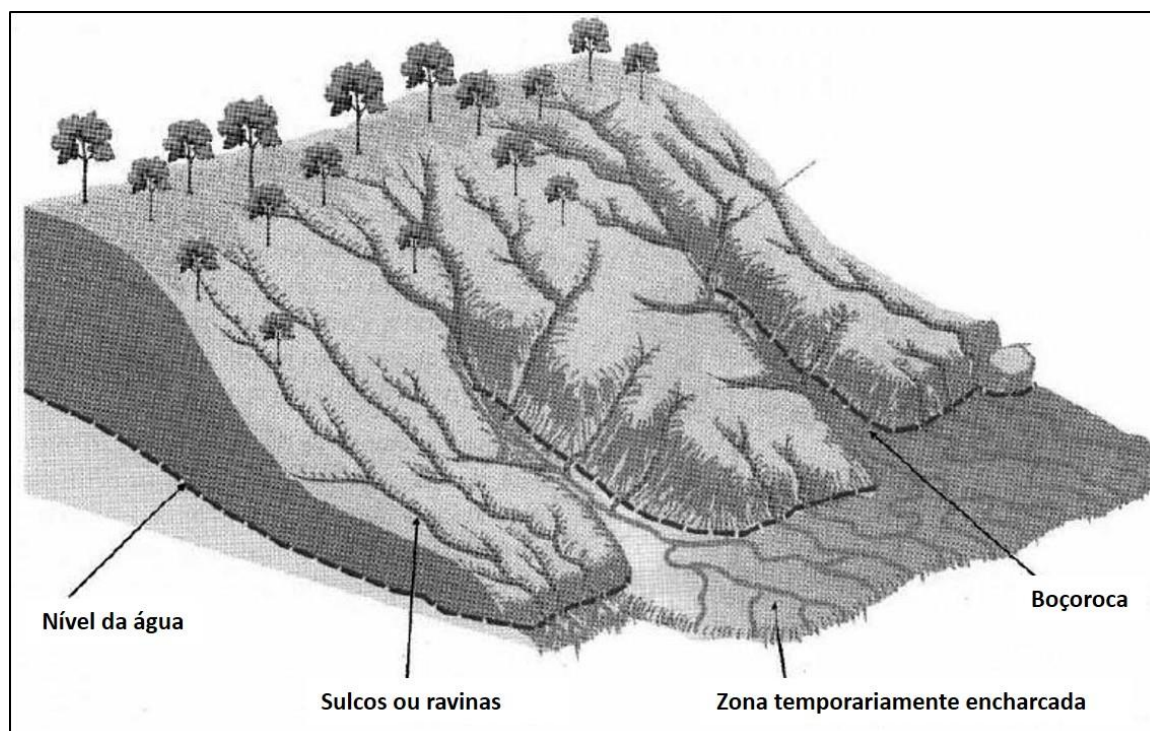 Nível da água
Boçoroca
Sulcos ou ravinas
Zona temporariamente encharcada